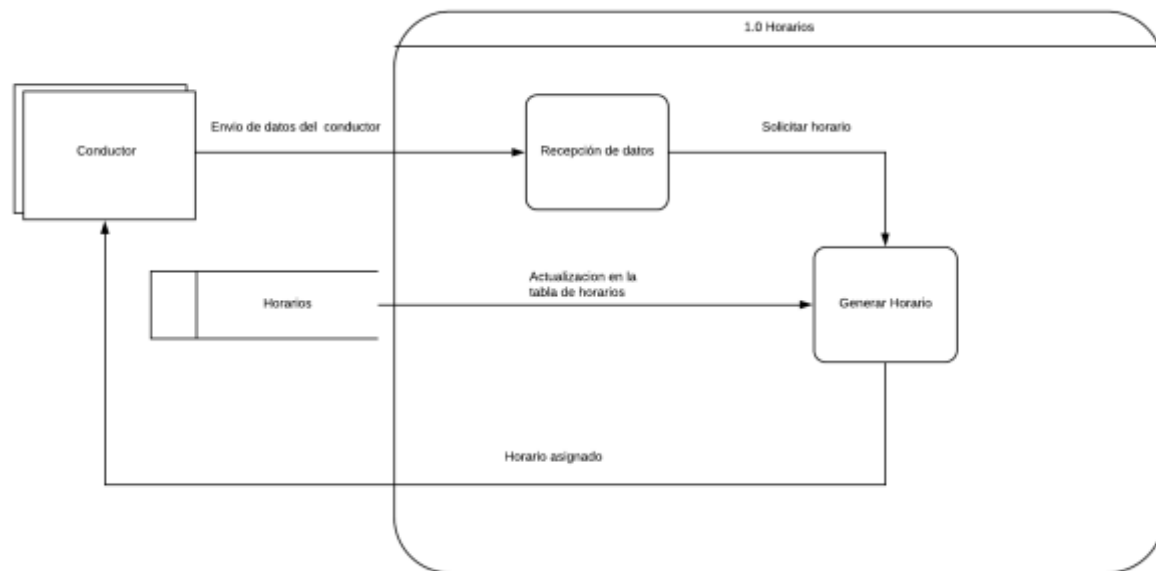 1.0 Horarios
Envio de datos del conductor
Solicitar horario
Conductor
Recepción de datos
Actualizacion en la
tabla de horarios
Horarios
Generar Horario
Horario asignado